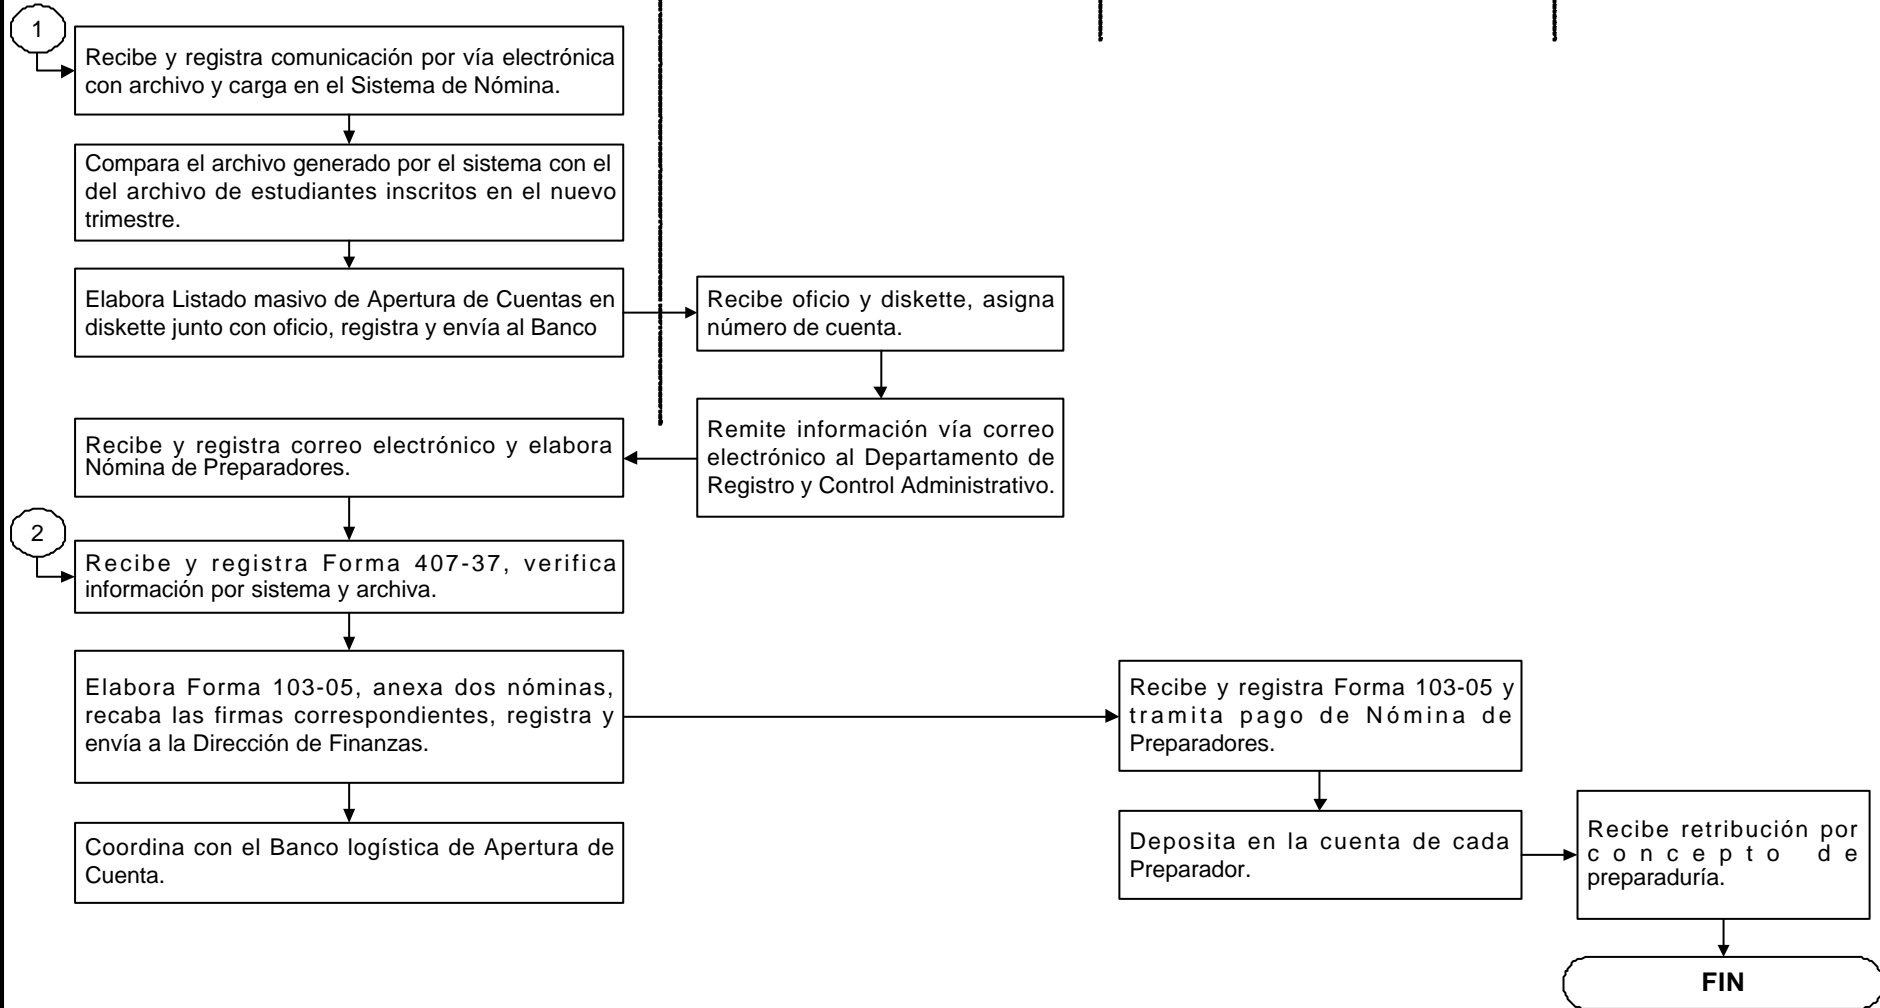 1
Recibe y registra comunicación por vía electrónica
con archivo y carga en el Sistema de Nómina.
Compara el archivo generado por el sistema con el
del archivo de estudiantes inscritos en el nuevo
trimestre.
Elabora Listado masivo de Apertura de Cuentas en
diskette junto con oficio, registra y envía al Banco
Recibe oficio y diskette, asigna
número de cuenta.
Remite información vía correo
electrónico al Departamento de
Registro y Control Administrativo.
Recibe y registra correo electrónico y elabora
Nómina de Preparadores.
2
Recibe y registra Forma 407-37, verifica
información por sistema y archiva.
Elabora Forma 103-05, anexa dos nóminas,
recaba las firmas correspondientes, registra y
envía a la Dirección de Finanzas.
Recibe y registra Forma 103-05 y
tramita pago de Nómina de
Preparadores.
Coordina con el Banco logística de Apertura de
Cuenta.
Deposita en la cuenta de cada
Preparador.
Recibe retribución por
concepto de
preparaduría.
FIN